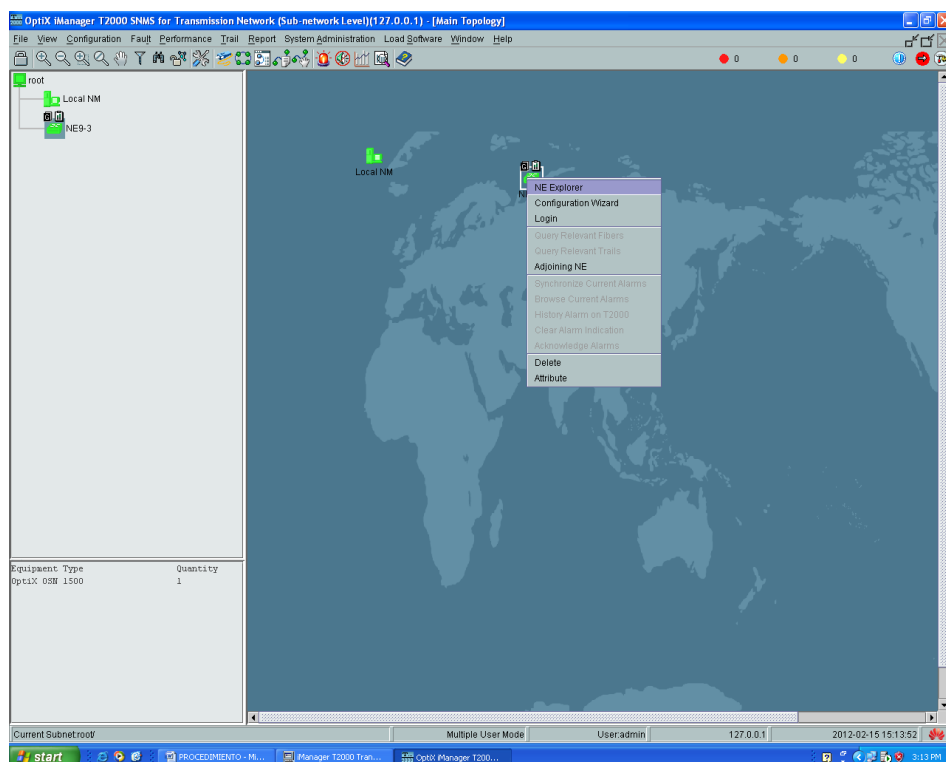 OptiX iManager T2000 SNMS for Transmission Network (Sub-network Level)(127.0.0.1) - [Main Topology]
File View Configuration Fault Performance Trail Report System Administration Load Software Window Help
0 0 0
root
Local NM
NE9-3
Local NM
NE Explorer
Configuration Wizard
Login
Query Relevant Fibers
Query Relevant Trails
Adjoining NE
Synchronize Current Alarms
Browse Current Alarms
History Alarm on T2000
Clear Alarm Indication
Acknowledge Alarms
Delete
Attribute
Equipment Type Quantity
OptiX OSN 1500 1
Current Subnet:root/ Multiple User Mode User:admin 127.0.0.1 2012-02-15 15:13:52
start PROCEDIMIENTO - Mi... iManager T2000 Tran... OptiX iManager T200... 3:13 PM